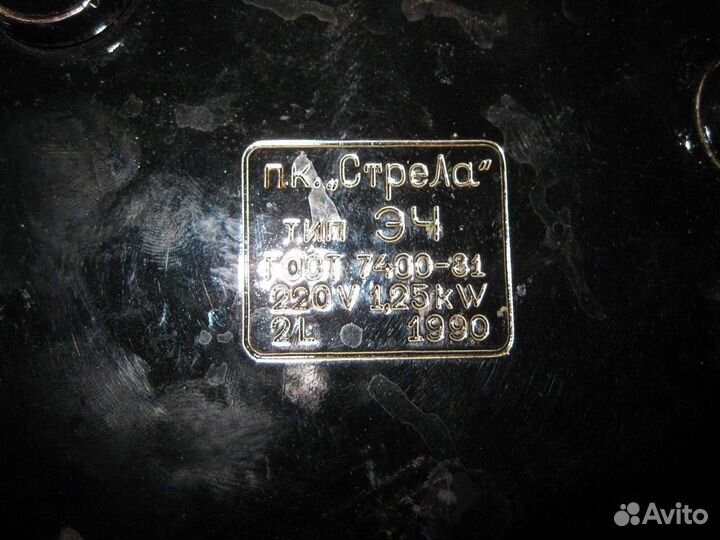 п.к. „Стрела"
тип ЭЧ
ГОСТ 7400-81
220V 1,25kW
2L 1990
Avito